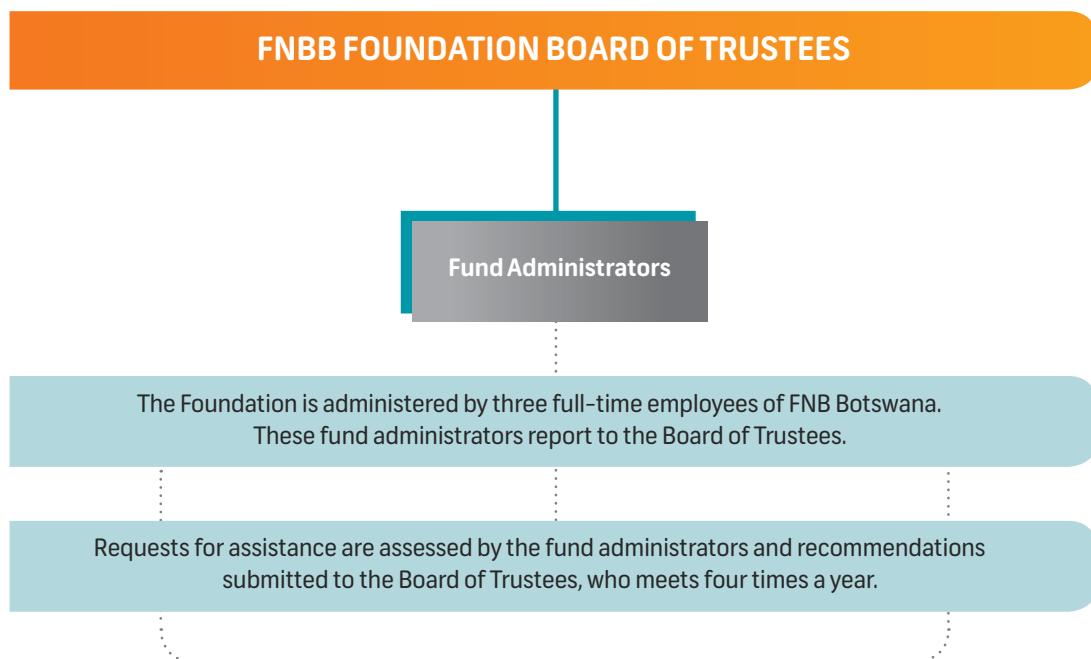 FNBB FOUNDATION BOARD OF TRUSTEES
Fund Administrators
The Foundation is administered by three full-time employees of FNB Botswana.
These fund administrators report to the Board of Trustees.
Requests for assistance are assessed by the fund administrators and recommendations
submitted to the Board of Trustees, who meets four times a year.